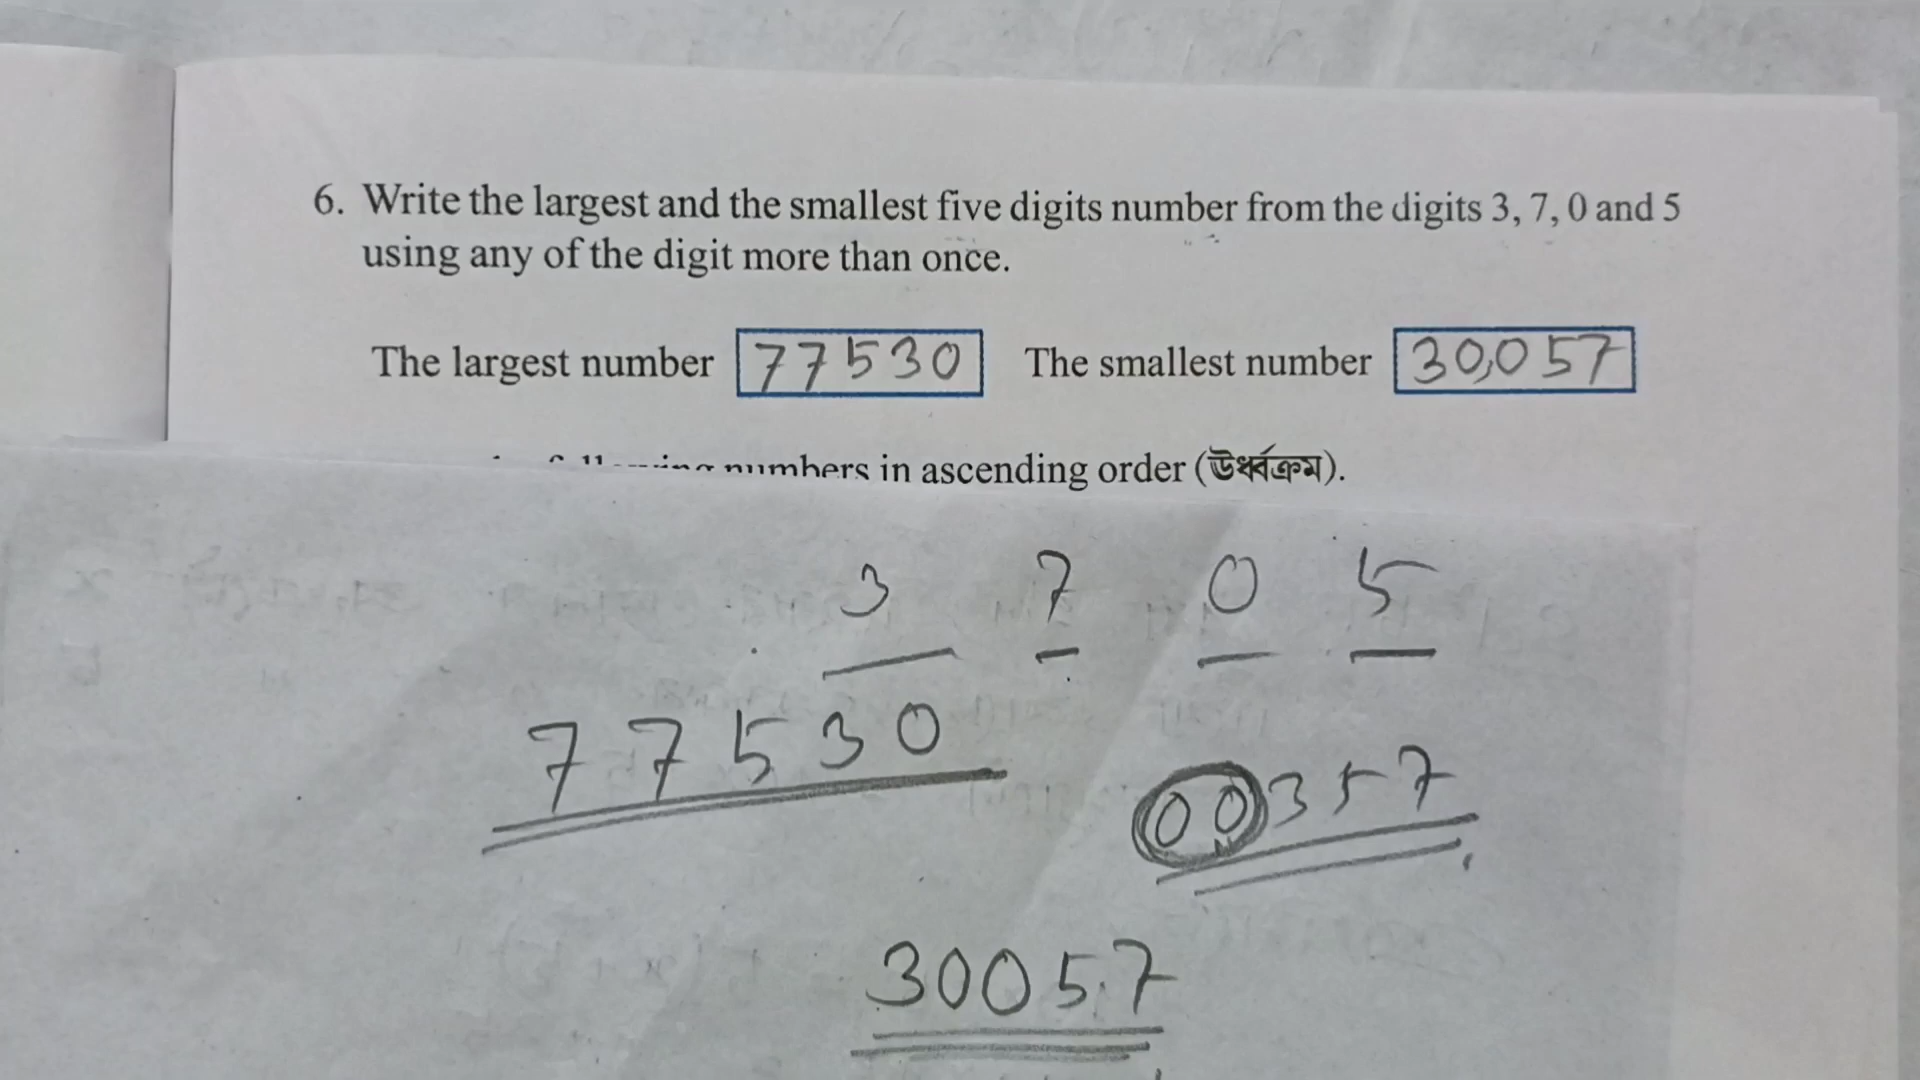 6. Write the largest and the smallest five digits number from the digits 3, 7, 0 and 5
using any of the digit more than once.
The largest number 77530 The smallest number 30,057
numbers in ascending order (ঊর্ধ্বক্রম).
3 7 0 5
77530
00357
30057